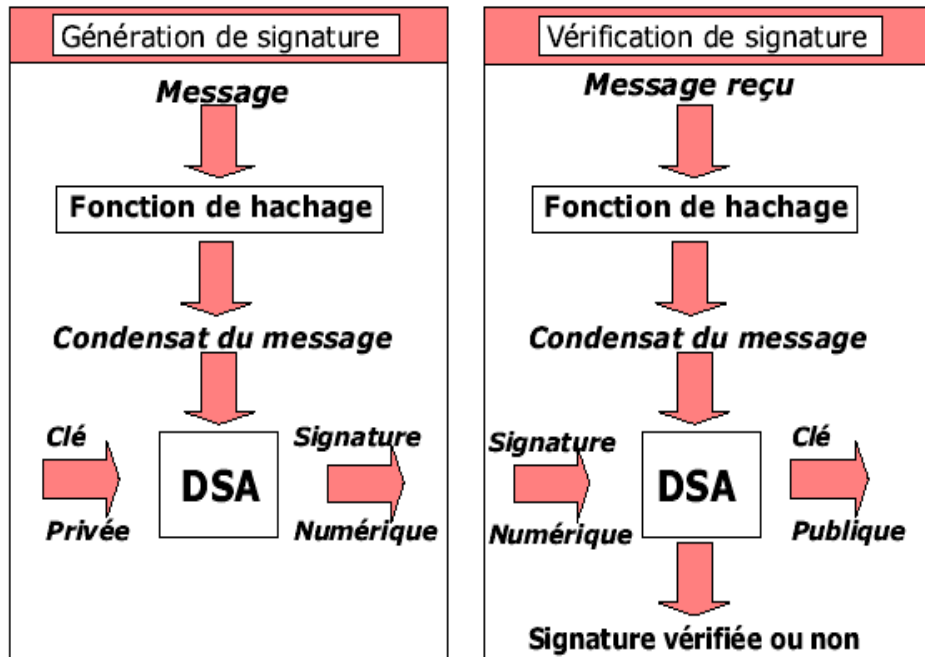 Génération de signature
Message
Fonction de hachage
Condensat du message
Clé
Privée
DSA
Signature
Numérique
Vérification de signature
Message reçu
Fonction de hachage
Condensat du message
Signature
Numérique
DSA
Clé
Publique
Signature vérifiée ou non